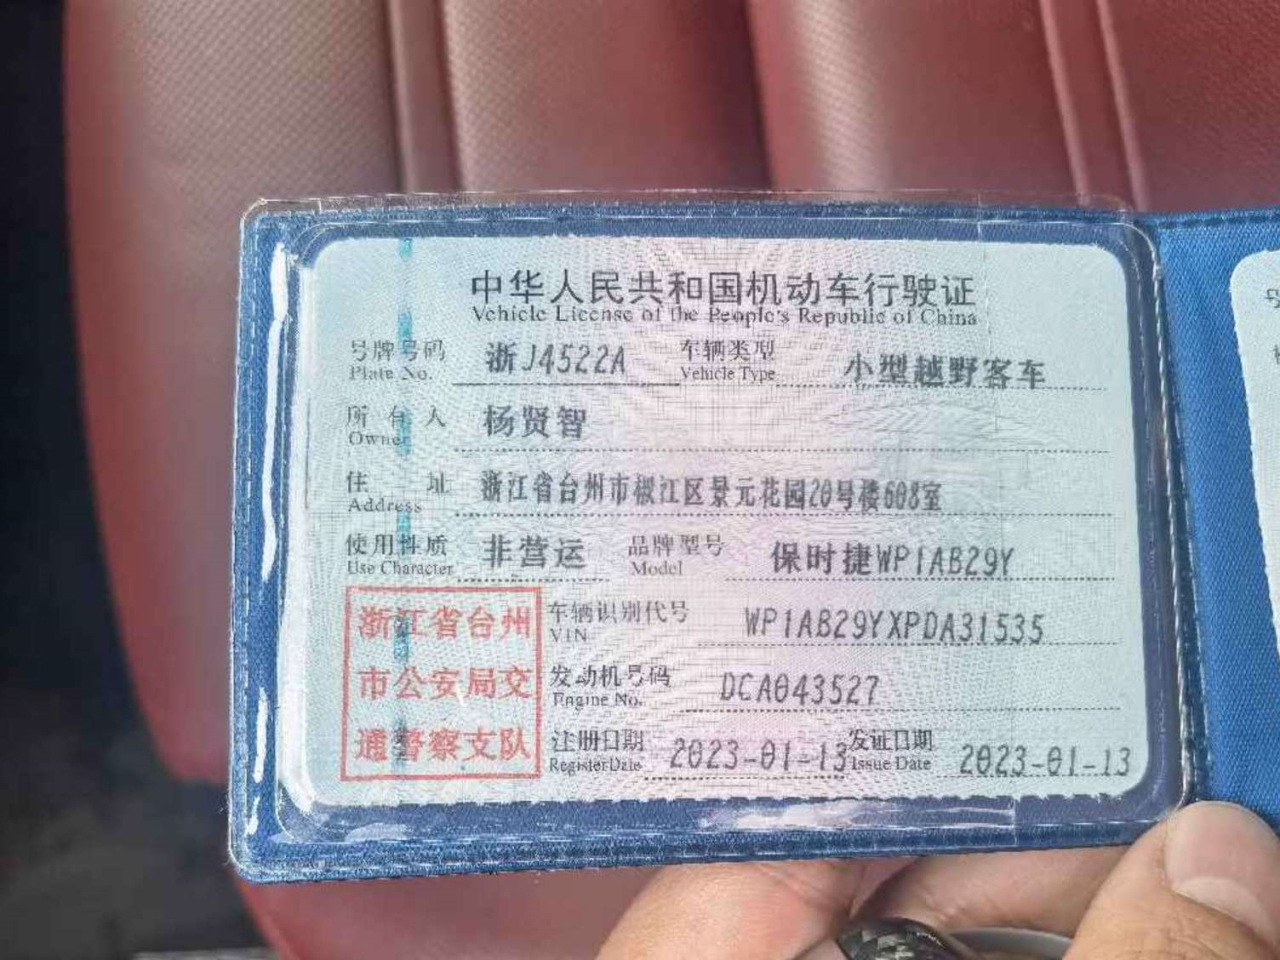 中华人民共和国机动车行驶证
Vehicle License of the People's Republic of China
号牌号码 浙J4522A 车辆类型 小型越野客车
Plate No. Vehicle Type
所有人 杨贤智
Owner
住址 浙江省台州市椒江区景元花园20号楼608室
Address
使用性质 非营运 品牌型号 保时捷WP1AB29Y
Use Character Model
浙江省台州
市公安局交
通警察支队
车辆识别代号 WP1AB29YXPDA31535
VIN
发动机号码 DCA043527
Engine No.
注册日期 2023-01-13 发证日期 2023-01-13
Register Date Issue Date
号